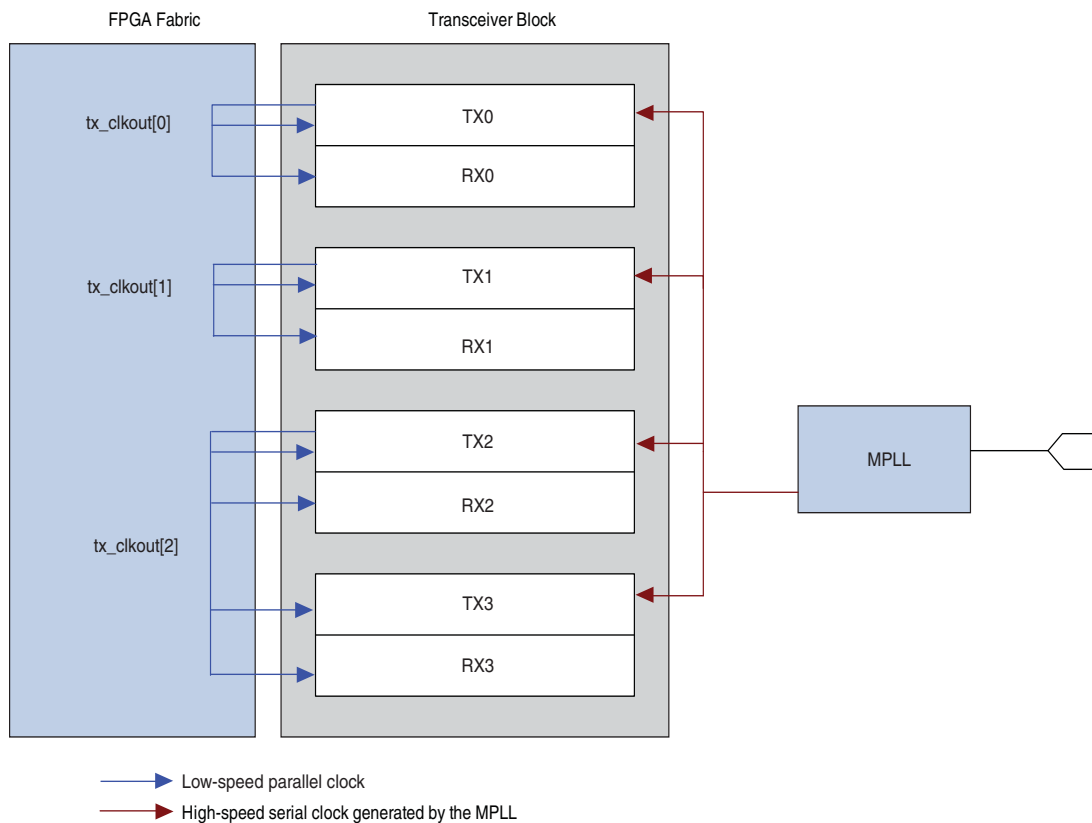 FPGA Fabric
Transceiver Block
tx_clkout[0]
TX0
RX0
tx_clkout[1]
TX1
RX1
TX2
RX2
MPLL
tx_clkout[2]
TX3
RX3
Low-speed parallel clock
High-speed serial clock generated by the MPLL